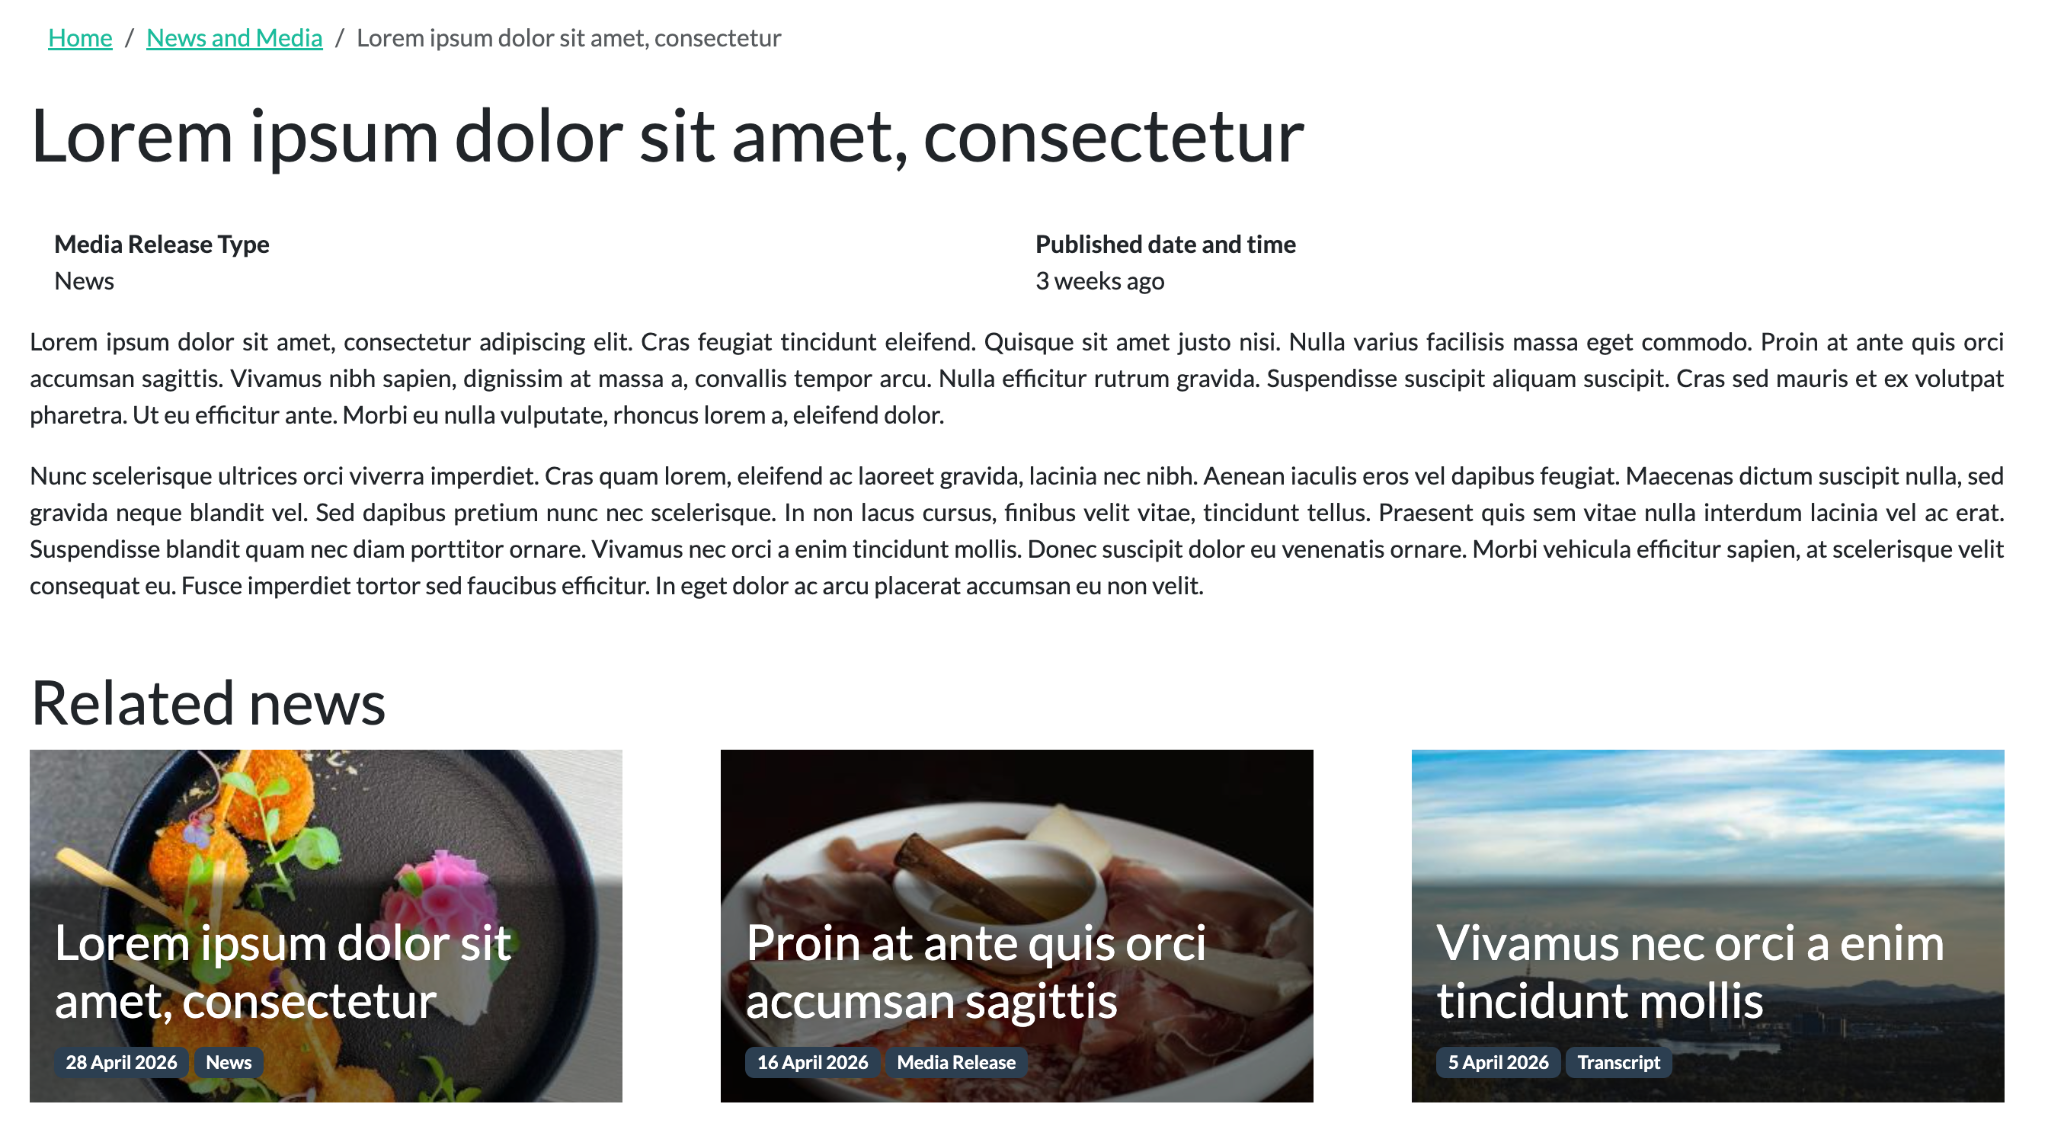 Home / News and Media / Lorem ipsum dolor sit amet, consectetur
Lorem ipsum dolor sit amet, consectetur
Media Release Type
News
Published date and time
3 weeks ago
Lorem ipsum dolor sit amet, consectetur adipiscing elit. Cras feugiat tincidunt eleifend. Quisque sit amet justo nisi. Nulla varius facilisis massa eget commodo. Proin at ante quis orci
accumsan sagittis. Vivamus nibh sapien, dignissim at massa a, convallis tempor arcu. Nulla efficitur rutrum gravida. Suspendisse suscipit aliquam suscipit. Cras sed mauris et ex volutpat
pharetra. Ut eu efficitur ante. Morbi eu nulla vulputate, rhoncus lorem a, eleifend dolor.
Nunc scelerisque ultrices orci viverra imperdiet. Cras quam lorem, eleifend ac laoreet gravida, lacinia nec nibh. Aenean iaculis eros vel dapibus feugiat. Maecenas dictum suscipit nulla, sed
gravida neque blandit vel. Sed dapibus pretium nunc nec scelerisque. In non lacus cursus, finibus velit vitae, tincidunt tellus. Praesent quis sem vitae nulla interdum lacinia vel ac erat.
Suspendisse blandit quam nec diam porttitor ornare. Vivamus nec orci a enim tincidunt mollis. Donec suscipit dolor eu venenatis ornare. Morbi vehicula efficitur sapien, at scelerisque velit
consequat eu. Fusce imperdiet tortor sed faucibus efficitur. In eget dolor ac arcu placerat accumsan eu non velit.
Related news
Lorem ipsum dolor sit
amet, consectetur
28 April 2026 News
Proin at ante quis orci
accumsan sagittis
16 April 2026 Media Release
Vivamus nec orci a enim
tincidunt mollis
5 April 2026 Transcript